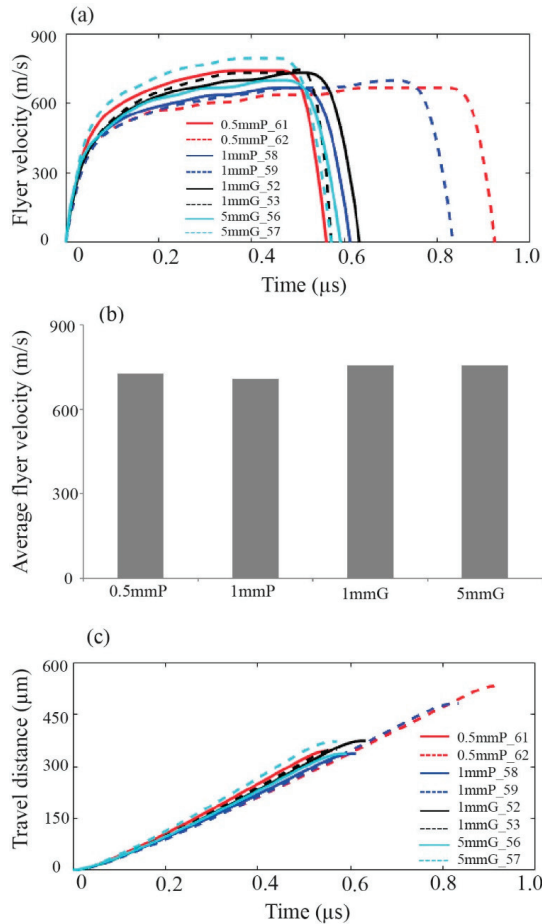 (a)
Flyer velocity (m/s)
900
600
300
0
0.5mmP_61
0.5mmP_62
1mmP_58
1mmP_59
1mmG_52
1mmG_53
5mmG_56
5mmG_57
0 0.2 0.4 0.6 0.8 1.0
Time (μs)
(b)
Average flyer velocity (m/s)
900
600
300
0
0.5mmP 1mmP 1mmG 5mmG
(c)
Travel distance (μm)
600
450
300
150
0
0.5mmP_61
0.5mmP_62
1mmP_58
1mmP_59
1mmG_52
1mmG_53
5mmG_56
5mmG_57
0 0.2 0.4 0.6 0.8 1.0
Time (μs)